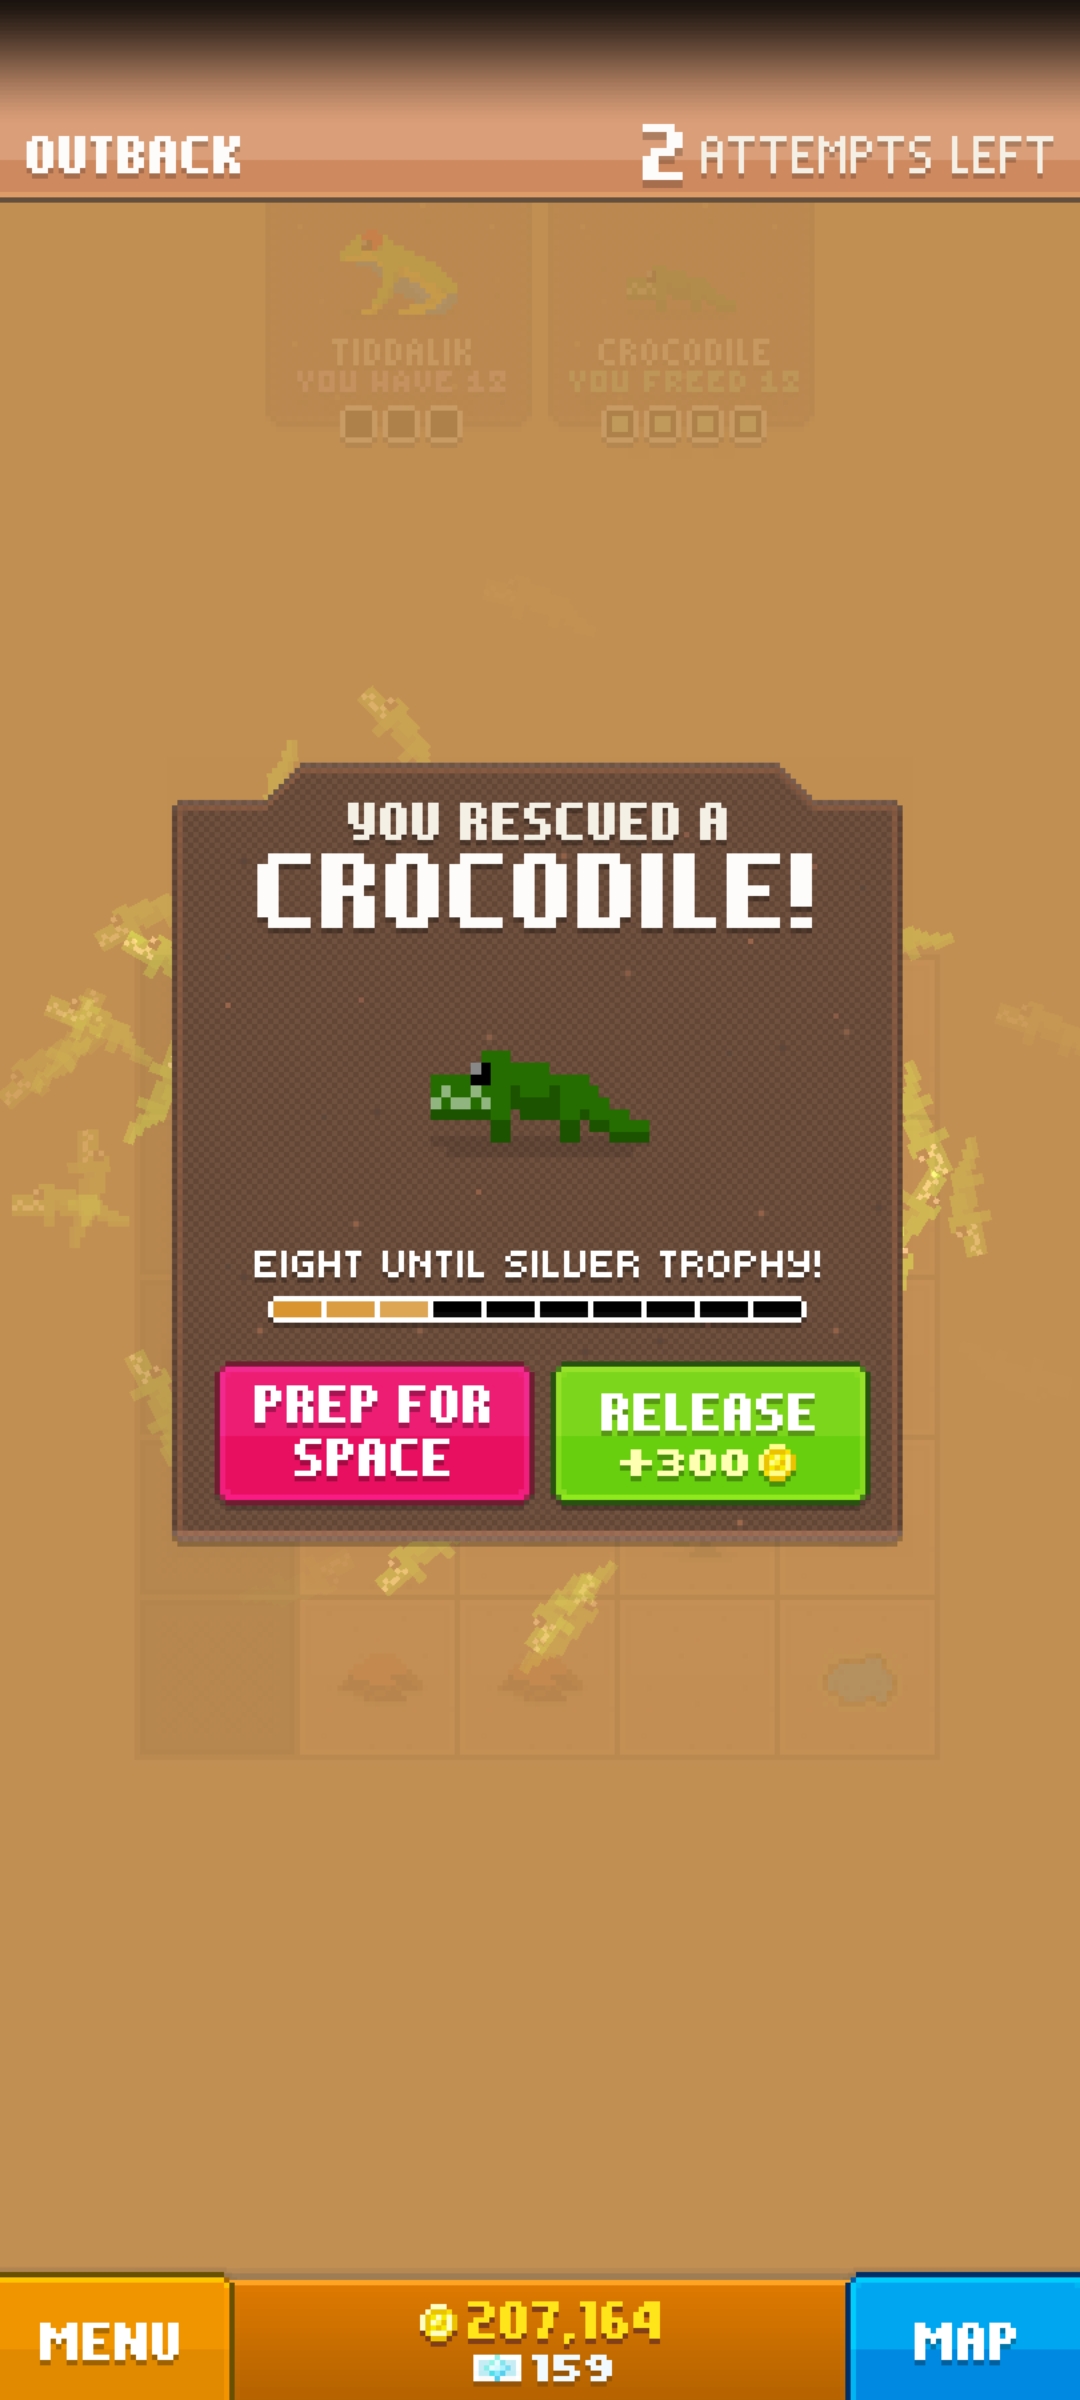 OUTBACK
2 ATTEMPTS LEFT
TIDDALIK
YOU HAVE 12
CROCODILE
YOU FREED 12
YOU RESCUED A
CROCODILE!
EIGHT UNTIL SILVER TROPHY!
PREP FOR
SPACE
RELEASE
+300
MENU
207,164
159
MAP